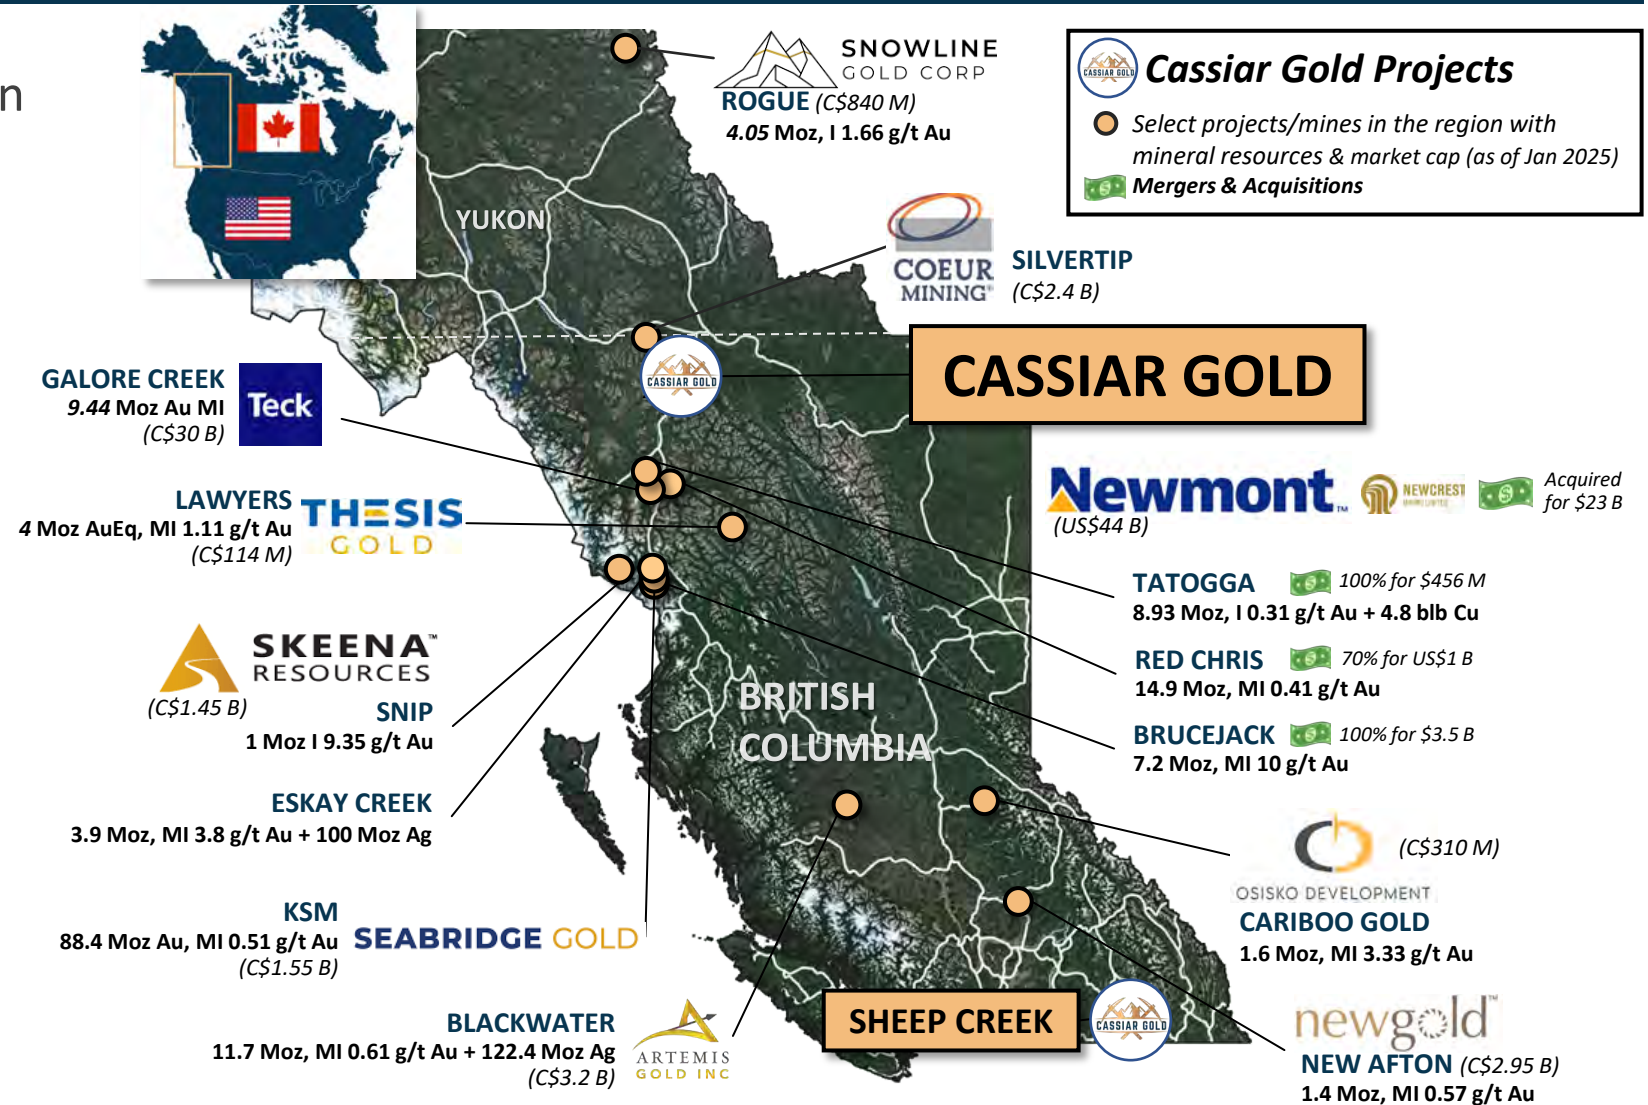 n
SNOWLINE
GOLD CORP
ROGUE (C$840 M)
4.05 Moz, I 1.66 g/t Au
CASSIAR GOLD
Cassiar Gold Projects
Select projects/mines in the region with
mineral resources & market cap (as of Jan 2025)
Mergers & Acquisitions
YUKON
COEUR
MINING
SILVERTIP
(C$2.4 B)
CASSIAR GOLD
CASSIAR GOLD
GALORE CREEK
9.44 Moz Au MI
(C$30 B)
Teck
LAWYERS
4 Moz AuEq, MI 1.11 g/t Au
(C$114 M)
THESIS
GOLD
Newmont™
(US$44 B)
NEWCREST
Acquired
for $23 B
TATOGGA
100% for $456 M
8.93 Moz, I 0.31 g/t Au + 4.8 blb Cu
RED CHRIS
70% for US$1 B
14.9 Moz, MI 0.41 g/t Au
BRUCEJACK
100% for $3.5 B
7.2 Moz, MI 10 g/t Au
SKEENA™
RESOURCES
(C$1.45 B)
SNIP
1 Moz I 9.35 g/t Au
BRITISH
COLUMBIA
ESKAY CREEK
3.9 Moz, MI 3.8 g/t Au + 100 Moz Ag
(C$310 M)
OSISKO DEVELOPMENT
CARIBOO GOLD
1.6 Moz, MI 3.33 g/t Au
KSM
88.4 Moz Au, MI 0.51 g/t Au
(C$1.55 B)
SEABRIDGE GOLD
BLACKWATER
11.7 Moz, MI 0.61 g/t Au + 122.4 Moz Ag
(C$3.2 B)
ARTEMIS
GOLD INC
SHEEP CREEK
CASSIAR GOLD
newgold™
NEW AFTON (C$2.95 B)
1.4 Moz, MI 0.57 g/t Au